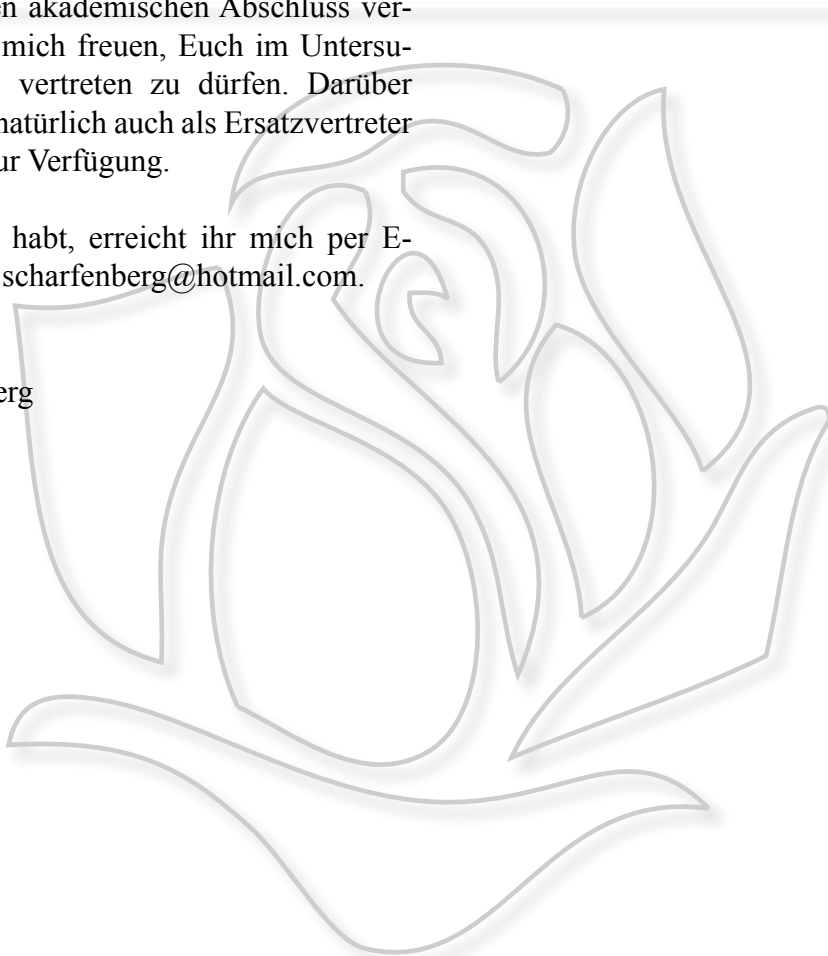 en akademischen Abschluss ver-
mich freuen, Euch im Untersu-
vertreten zu dürfen. Darüber
natürlich auch als Ersatzvertreter
ur Verfügung.
habt, erreicht ihr mich per E-
scharfenberg@hotmail.com.
erg